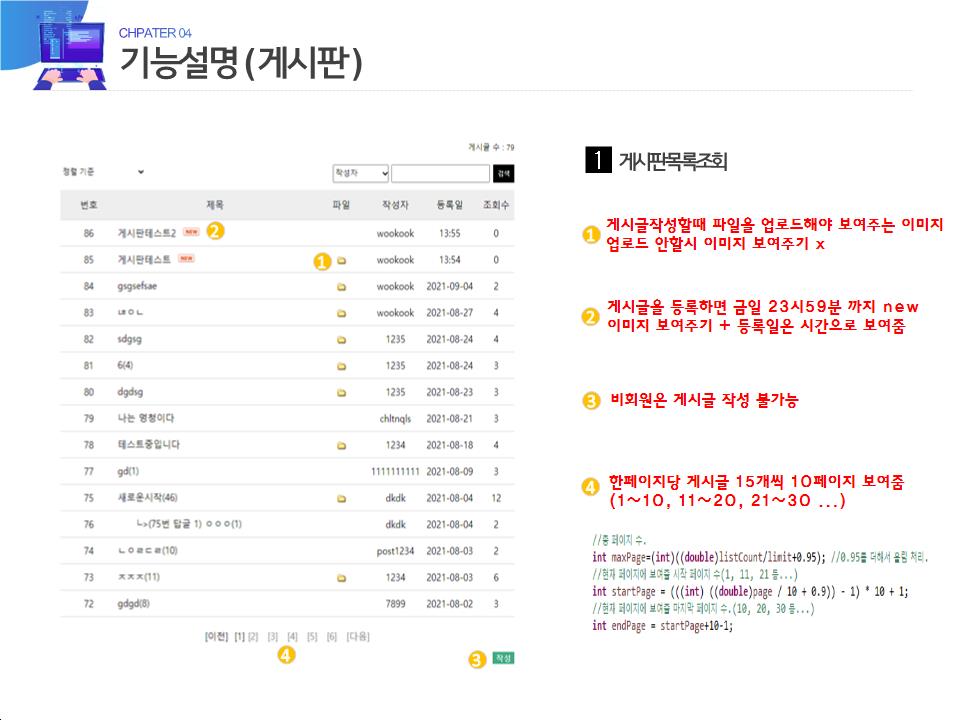 CHPATER 04
기능설명 ( 게시판 )
게시글 수 : 79
정렬 기준 작성자 검색
번호 제목 파일 작성자 등록일 조회수
86 게시판테스트2 NEW 2 wookook 13:55 0
85 게시판테스트 NEW 1 wookook 13:54 0
84 gsgsefsae wookook 2021-09-04 2
83 ㄴㅇㄴ wookook 2021-08-27 4
82 sdgsg 1235 2021-08-24 4
81 6(4) 1235 2021-08-24 3
80 dgdsg 1235 2021-08-23 3
79 나는 멍청이다 chltnqls 2021-08-21 3
78 테스트중입니다 1234 2021-08-18 4
77 gd(1) 1111111111 2021-08-09 3
75 새로운시작(46) dkdk 2021-08-04 12
76 ㄴ>(75번 답글 1) ㅇㅇㅇ(1) dkdk 2021-08-04 2
74 ㄴㅇㄹㄷㄹ(10) post1234 2021-08-03 2
73 ㅈㅈㅈ(11) 1234 2021-08-03 6
72 gdgd(8) 7899 2021-08-02 3
[이전] [1] [2] [3] [4] [5] [6] [다음]
4
3 작성
1 게시판목록조회
1 게시글작성할때 파일을 업로드해야 보여주는 이미지
업로드 안할시 이미지 보여주기 x
2 게시글을 등록하면 금일 23시59분 까지 new
이미지 보여주기 + 등록일은 시간으로 보여줌
3 비회원은 게시글 작성 불가능
4 한페이지당 게시글 15개씩 10페이지 보여줌
(1~10, 11~20, 21~30 ...)
//총 페이지 수.
int maxPage=(int)((double)listCount/limit+0.95); //0.95를 더해서 올림 처리.
//현재 페이지에 보여줄 시작 페이지 수(1, 11, 21 등...)
int startPage = (((int) ((double)page / 10 + 0.9)) - 1) * 10 + 1;
//현재 페이지에 보여줄 마지막 페이지 수.(10, 20, 30 등...)
int endPage = startPage+10-1;